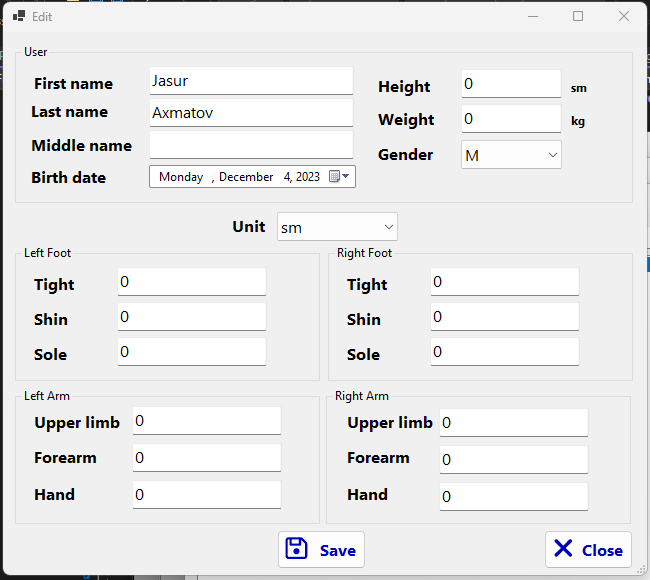 Edit
User
First name Jasur
Last name Axmatov
Middle name
Birth date Monday , December 4, 2023
Height 0 sm
Weight 0 kg
Gender M
Unit sm
Left Foot
Tight 0
Shin 0
Sole 0
Right Foot
Tight 0
Shin 0
Sole 0
Left Arm
Upper limb 0
Forearm 0
Hand 0
Right Arm
Upper limb 0
Forearm 0
Hand 0
Save
Close